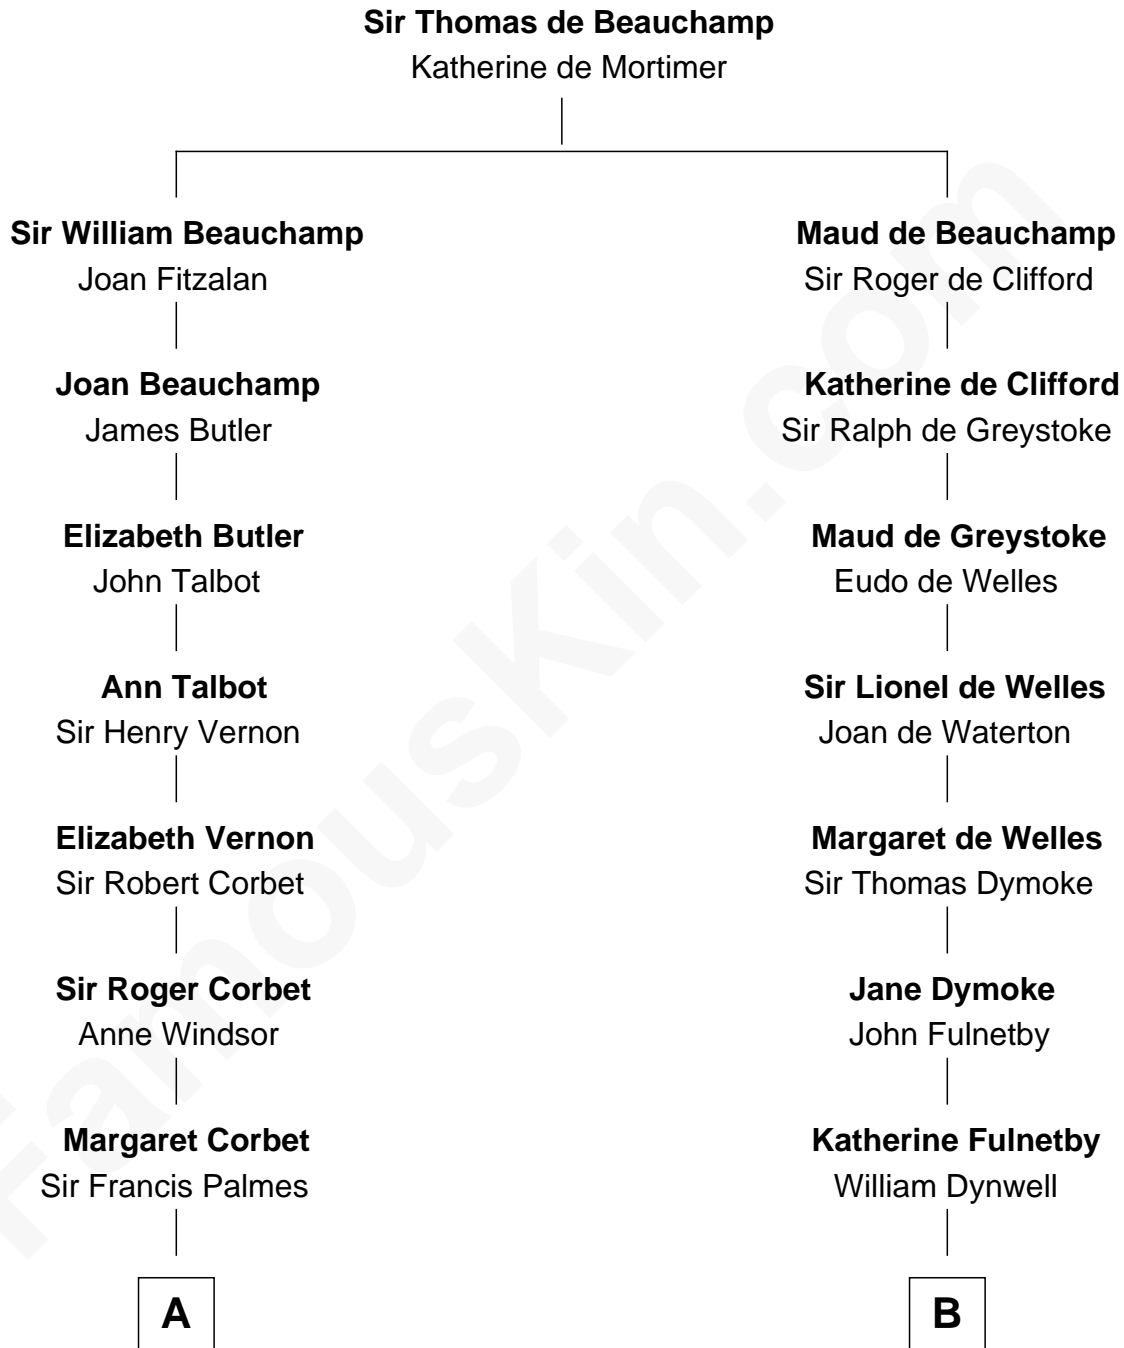 Sir Thomas de Beauchamp
Katherine de Mortimer
Sir William Beauchamp
Joan Fitzalan
Maud de Beauchamp
Sir Roger de Clifford
Joan Beauchamp
James Butler
Katherine de Clifford
Sir Ralph de Greystoke
Elizabeth Butler
John Talbot
Maud de Greystoke
Eudo de Welles
Ann Talbot
Sir Henry Vernon
Sir Lionel de Welles
Joan de Waterton
Elizabeth Vernon
Sir Robert Corbet
Margaret de Welles
Sir Thomas Dymoke
Sir Roger Corbet
Anne Windsor
Jane Dymoke
John Fulnetby
Margaret Corbet
Sir Francis Palmes
Katherine Fulnetby
William Dynwell
A
B
FamousKin.com